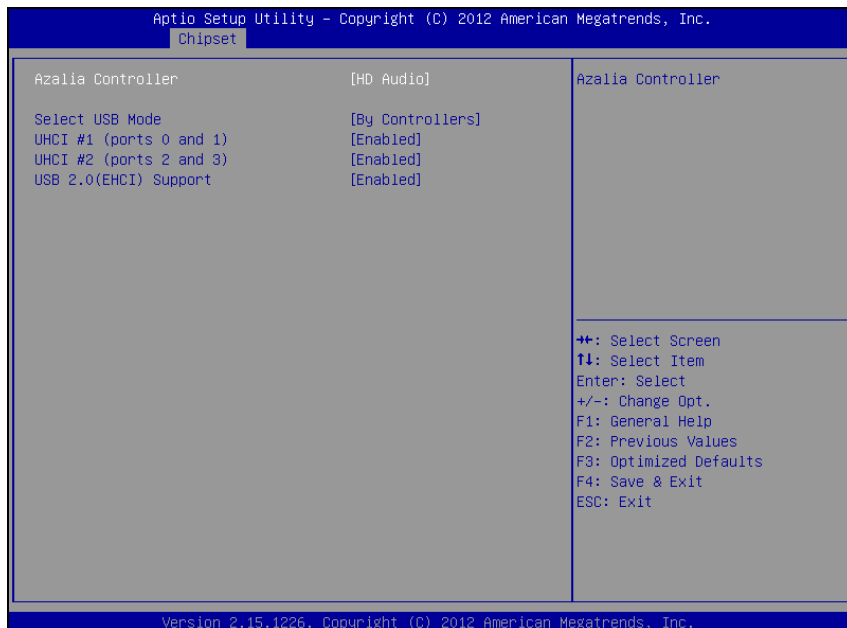 Aptio Setup Utility – Copyright (C) 2012 American Megatrends, Inc.
Chipset
Azalia Controller [HD Audio]
Select USB Mode [By Controllers]
UHCI #1 (ports 0 and 1) [Enabled]
UHCI #2 (ports 2 and 3) [Enabled]
USB 2.0(EHCI) Support [Enabled]
Azalia Controller
→←: Select Screen
↑↓: Select Item
Enter: Select
+/-: Change Opt.
F1: General Help
F2: Previous Values
F3: Optimized Defaults
F4: Save & Exit
ESC: Exit
Version 2.15.1226. Copyright (C) 2012 American Megatrends, Inc.